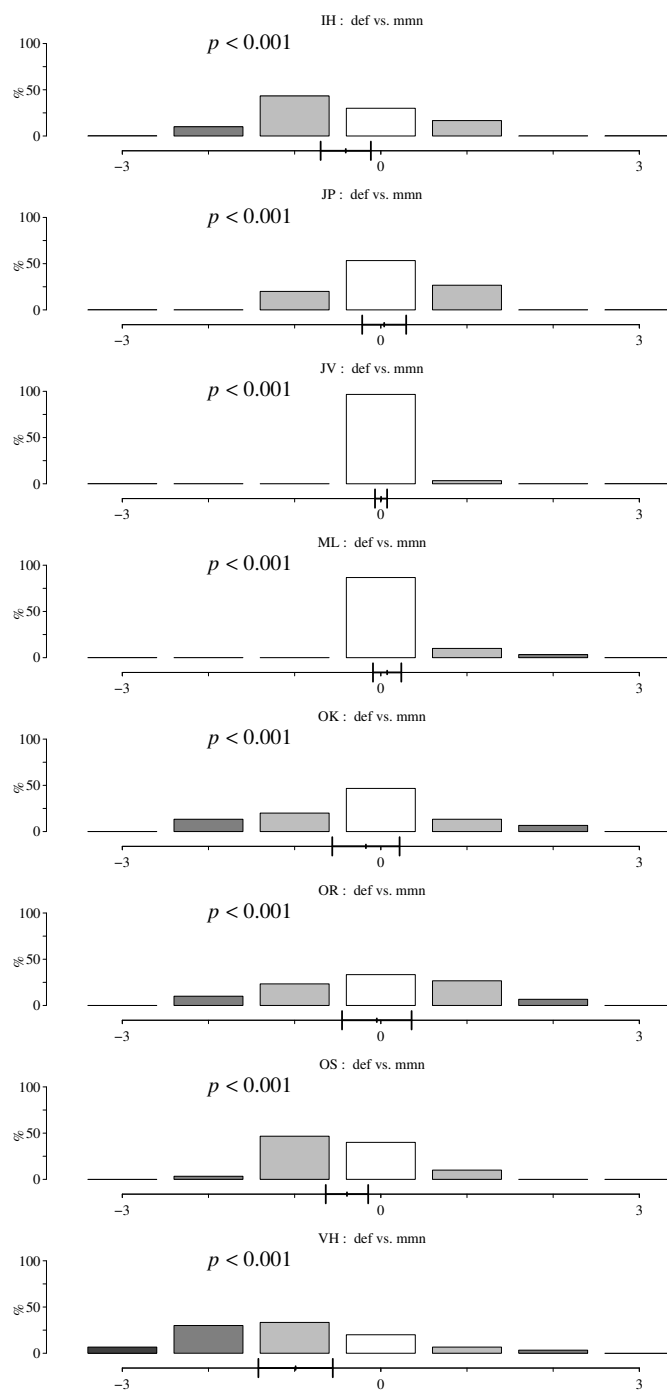 IH : def vs. mmn
p < 0.001
100
50
0
%
−3 0 3
JP : def vs. mmn
p < 0.001
100
50
0
%
−3 0 3
JV : def vs. mmn
p < 0.001
100
50
0
%
−3 0 3
ML : def vs. mmn
p < 0.001
100
50
0
%
−3 0 3
OK : def vs. mmn
p < 0.001
100
50
0
%
−3 0 3
OR : def vs. mmn
p < 0.001
100
50
0
%
−3 0 3
OS : def vs. mmn
p < 0.001
100
50
0
%
−3 0 3
VH : def vs. mmn
p < 0.001
100
50
0
%
−3 0 3